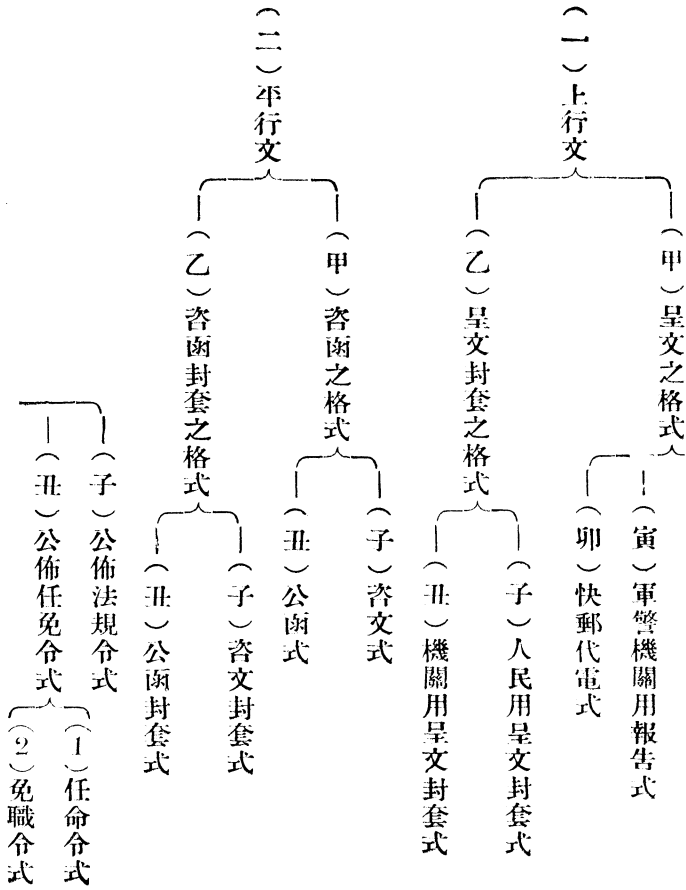 （一）上行文
（甲）呈文之格式
（寅）軍警機關用報告式
（卯）快郵代電式
（乙）呈文封套之格式
（子）人民用呈文封套式
（丑）機關用呈文封套式
（二）平行文
（甲）咨函之格式
（子）咨文式
（丑）公函式
（乙）咨函封套之格式
（子）咨文封套式
（丑）公函封套式
（子）公佈法規令式
（丑）公佈任免令式
（1）任命令式
（2）免職令式